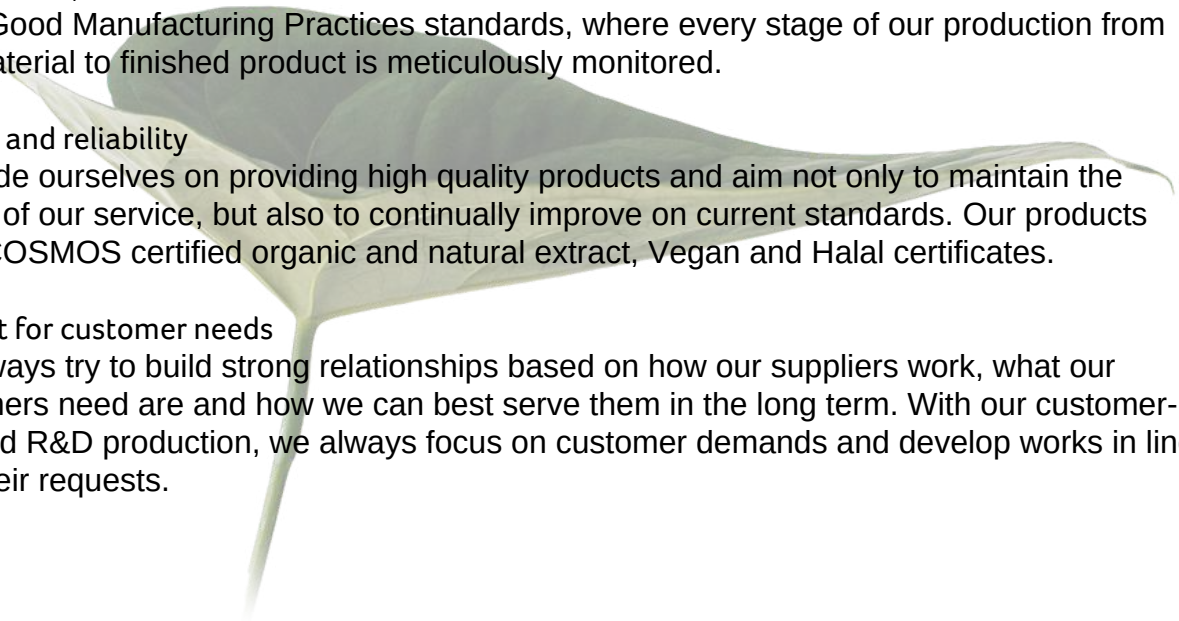 Good Manufacturing Practices standards, where every stage of our production from
aterial to finished product is meticulously monitored.
and reliability
de ourselves on providing high quality products and aim not only to maintain the
of our service, but also to continually improve on current standards. Our products
COSMOS certified organic and natural extract, Vegan and Halal certificates.
t for customer needs
ways try to build strong relationships based on how our suppliers work, what our
ners need are and how we can best serve them in the long term. With our customer-
d R&D production, we always focus on customer demands and develop works in lin
eir requests.